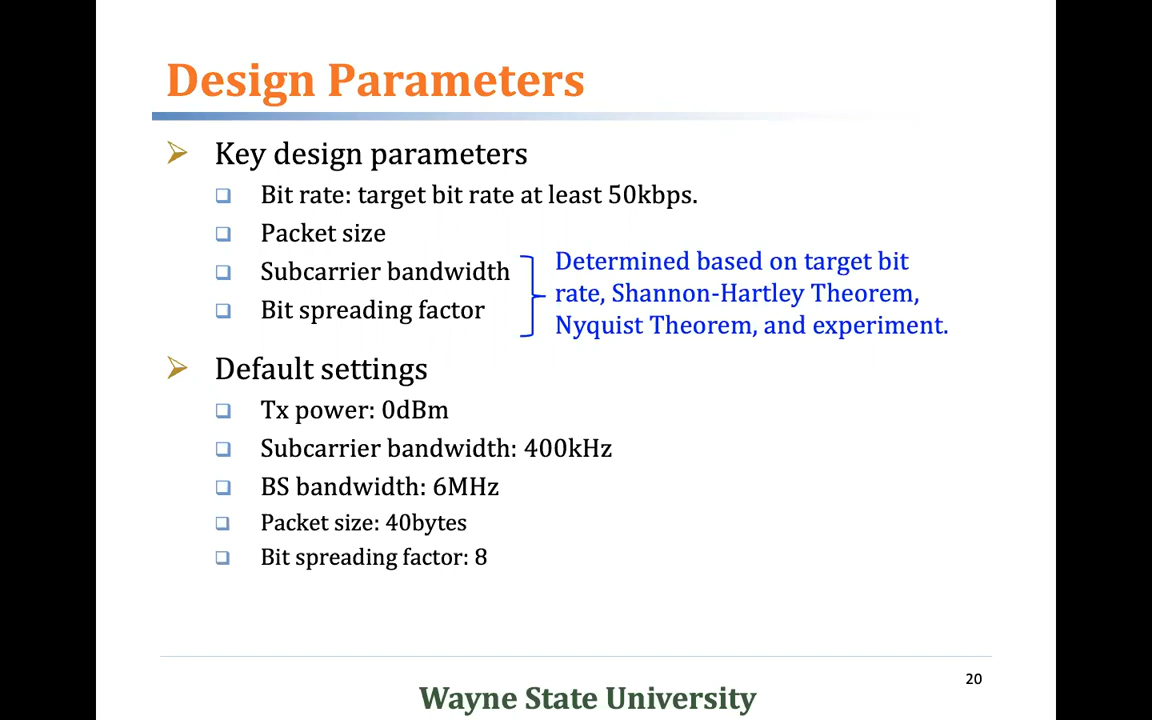 Design Parameters
Key design parameters
Bit rate: target bit rate at least 50kbps.
Packet size
Subcarrier bandwidth
Bit spreading factor
Determined based on target bit
rate, Shannon-Hartley Theorem,
Nyquist Theorem, and experiment.
Default settings
Tx power: 0dBm
Subcarrier bandwidth: 400kHz
BS bandwidth: 6MHz
Packet size: 40bytes
Bit spreading factor: 8
20
Wayne State University